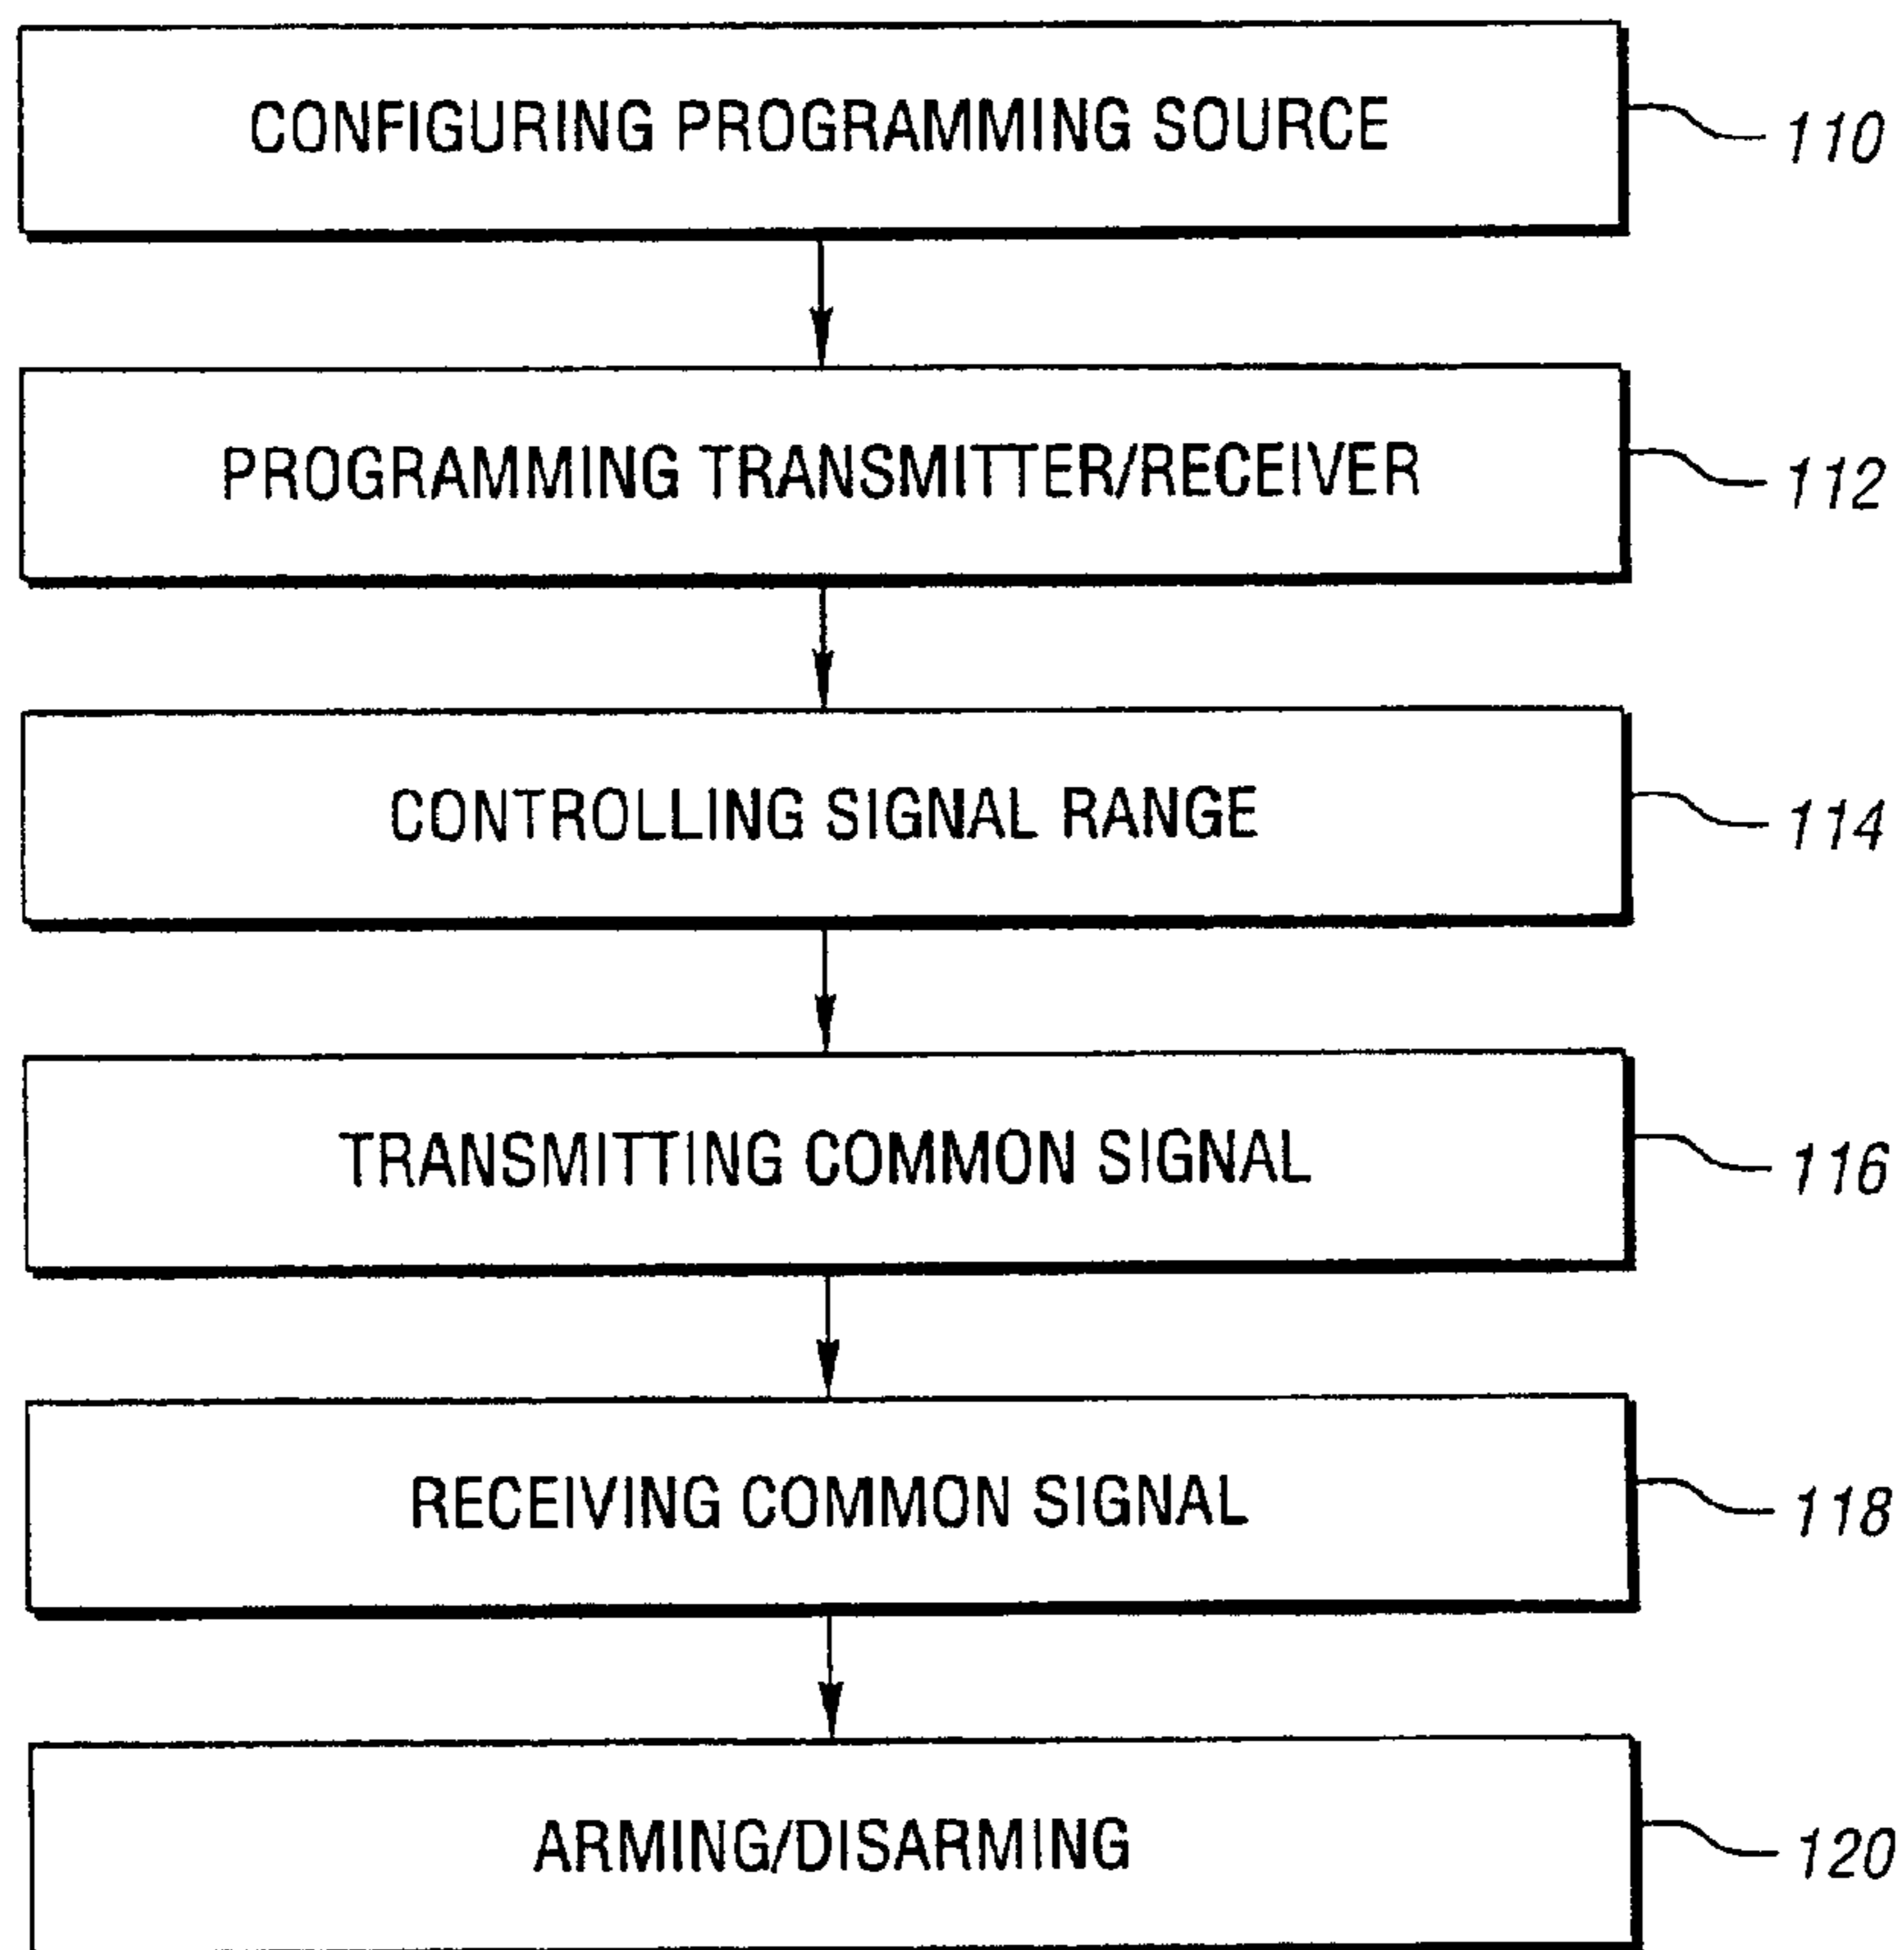 CONFIGURING PROGRAMMING SOURCE 110
PROGRAMMING TRANSMITTER/RECEIVER 112
CONTROLLING SIGNAL RANGE 114
TRANSMITTING COMMON SIGNAL 116
RECEIVING COMMON SIGNAL 118
ARMING/DISARMING 120